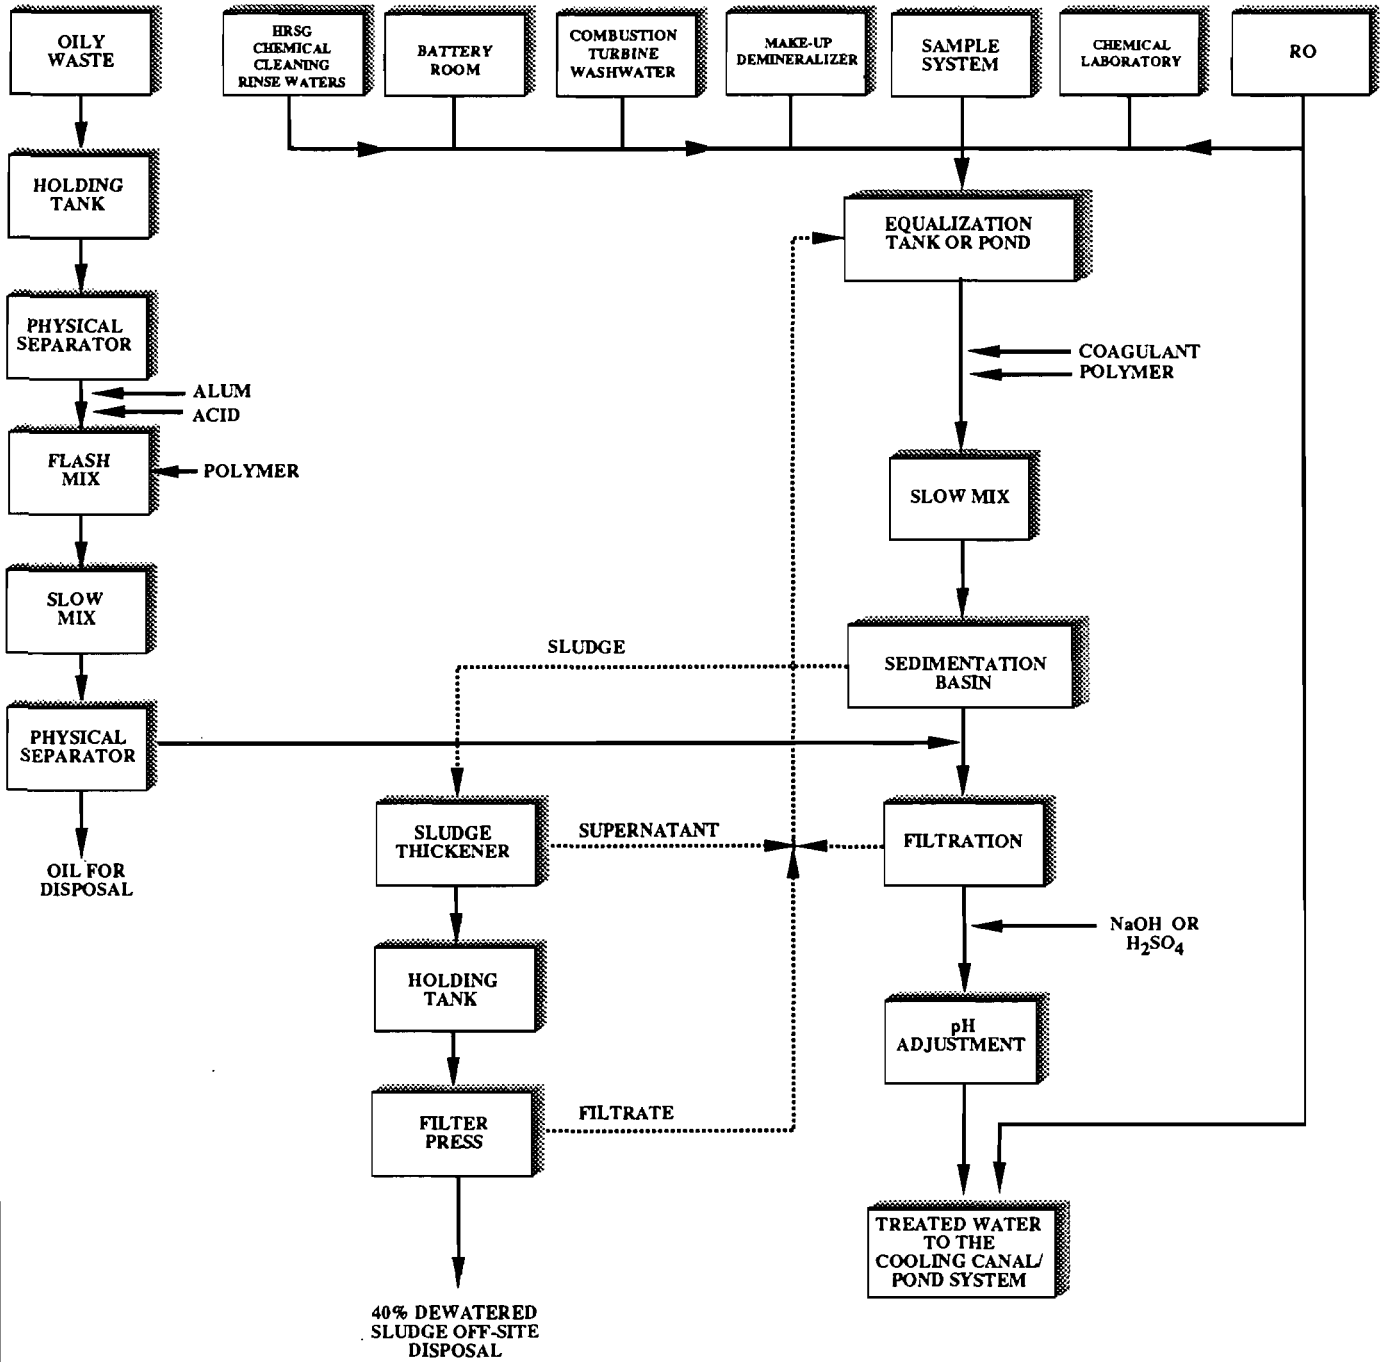 OILY
WASTE
HRSG
CHEMICAL
CLEANING
RINSE WATERS
BATTERY
ROOM
COMBUSTION
TURBINE
WASHWATER
MAKE-UP
DEMINERALIZER
SAMPLE
SYSTEM
CHEMICAL
LABORATORY
RO
HOLDING
TANK
EQUALIZATION
TANK OR POND
PHYSICAL
SEPARATOR
ALUM
ACID
COAGULANT
POLYMER
FLASH
MIX
POLYMER
SLOW MIX
SLOW
MIX
SLUDGE
SEDIMENTATION
BASIN
PHYSICAL
SEPARATOR
SLUDGE
THICKENER
SUPERNATANT
FILTRATION
OIL FOR
DISPOSAL
NaOH OR
H₂SO₄
HOLDING
TANK
pH
ADJUSTMENT
FILTER
PRESS
FILTRATE
TREATED WATER
TO THE
COOLING CANAL/
POND SYSTEM
40% DEWATERED
SLUDGE OFF-SITE
DISPOSAL